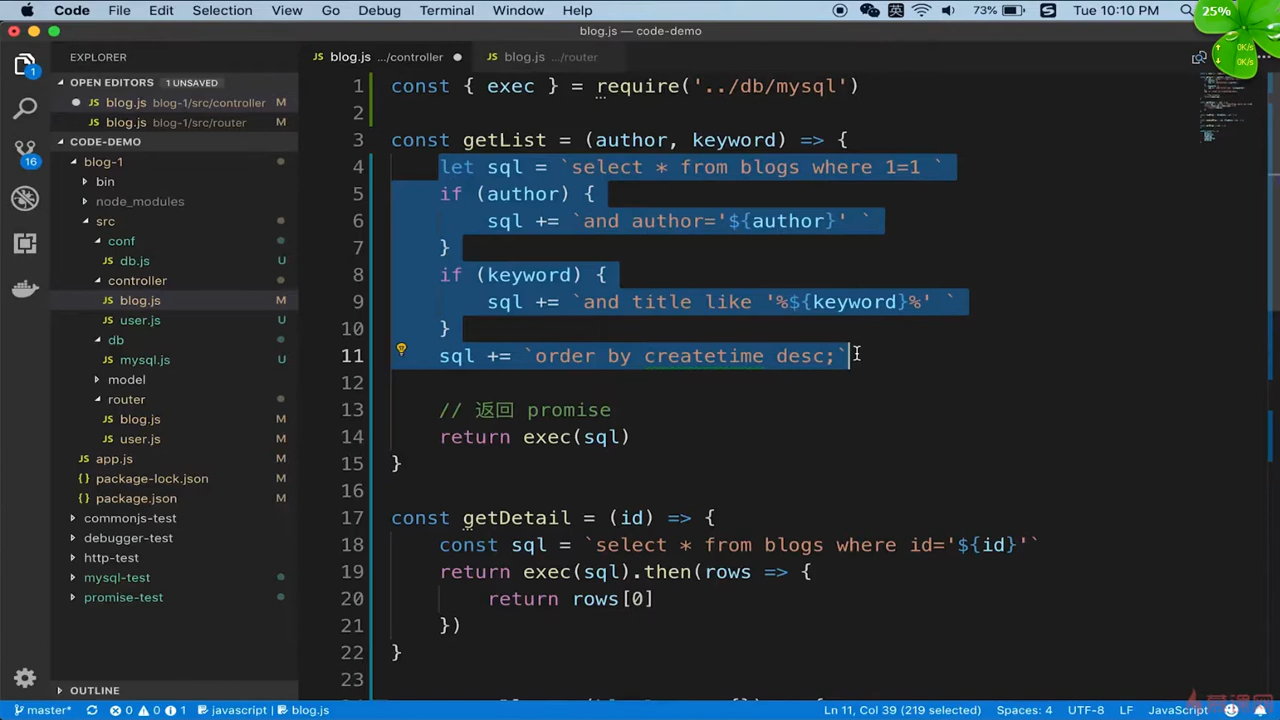 Code File Edit Selection View Go Debug Terminal Window Help
英 73% Tue 10:10 PM 25%
blog.js — code-demo
0K/s
0K/s
EXPLORER
blog.js .../controller blog.js .../router
OPEN EDITORS 1 UNSAVED
blog.js blog-1/src/controller M
blog.js blog-1/src/router M
CODE-DEMO
blog-1
bin
node_modules
src
conf
db.js U
controller
blog.js M
user.js U
db
mysql.js U
model
router
blog.js M
user.js M
app.js M
package-lock.json M
package.json M
commonjs-test
debugger-test
http-test
mysql-test
promise-test
OUTLINE
1
16
1 const { exec } = require('../db/mysql')
2
3 const getList = (author, keyword) => {
4 let sql = `select * from blogs where 1=1 `
5 if (author) {
6 sql += `and author='${author}' `
7 }
8 if (keyword) {
9 sql += `and title like '%${keyword}%' `
10 }
11 sql += `order by createtime desc;`
12
13 // 返回 promise
14 return exec(sql)
15 }
16
17 const getDetail = (id) => {
18 const sql = `select * from blogs where id='${id}'`
19 return exec(sql).then(rows => {
20 return rows[0]
21 })
22 }
23
master* 0 0 1 javascript blog.js Ln 11, Col 39 (219 selected) Spaces: 4 UTF-8 LF JavaScript